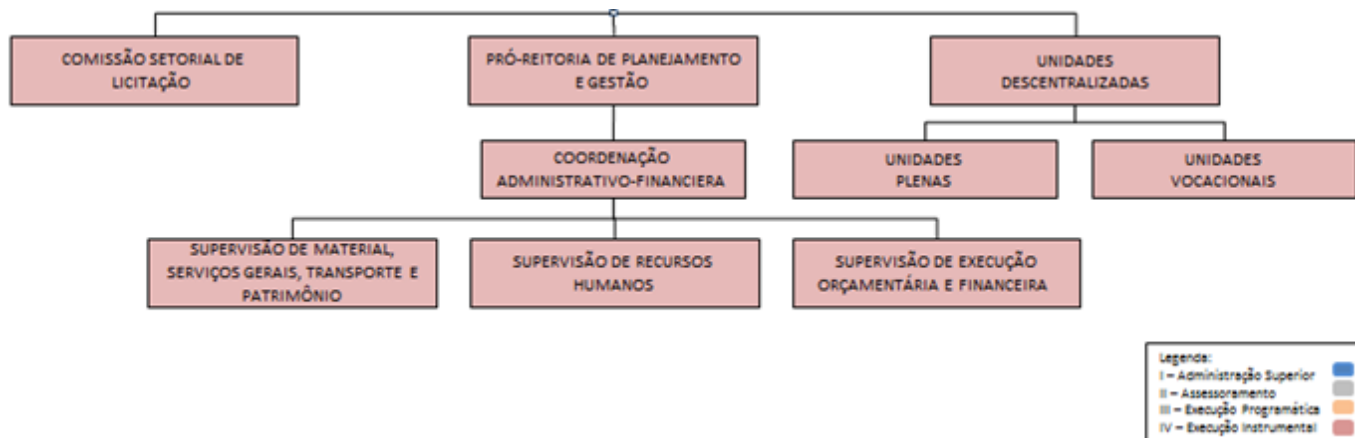 COMISSÃO SETORIAL DE
LICITAÇÃO
PRÓ-REITORIA DE PLANEJAMENTO
E GESTÃO
UNIDADES
DESCENTRALIZADAS
COORDENAÇÃO
ADMINISTRATIVO-FINANCIERA
UNIDADES
PLENAS
UNIDADES
VOCACIONAIS
SUPERVISÃO DE MATERIAL,
SERVIÇOS GERAIS, TRANSPORTE E
PATRIMÔNIO
SUPERVISÃO DE RECURSOS
HUMANOS
SUPERVISÃO DE EXECUÇÃO
ORÇAMENTÁRIA E FINANCEIRA
Legenda:
I – Administração Superior
II – Assessoramento
III – Execução Programática
IV – Execução Instrumental